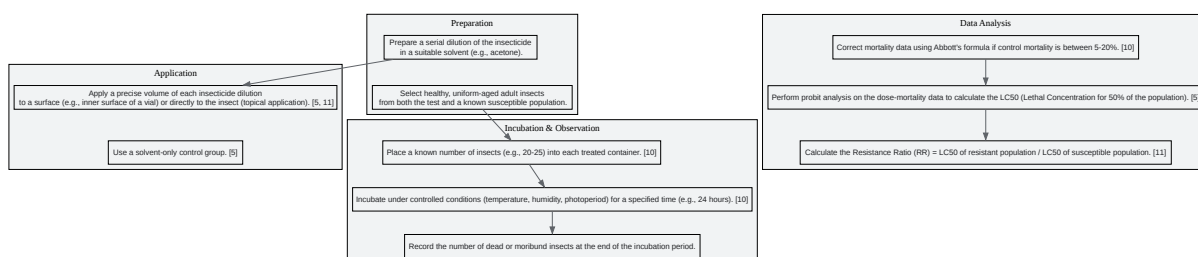 Preparation
Prepare a serial dilution of the insecticide
in a suitable solvent (e.g., acetone).
Select healthy, uniform-aged adult insects
from both the test and a known susceptible population.
Application
Apply a precise volume of each insecticide dilution
to a surface (e.g., inner surface of a vial) or directly to the insect (topical application). [5, 11]
Use a solvent-only control group. [5]
Incubation & Observation
Place a known number of insects (e.g., 20-25) into each treated container. [10]
Incubate under controlled conditions (temperature, humidity, photoperiod) for a specified time (e.g., 24 hours). [10]
Record the number of dead or moribund insects at the end of the incubation period.
Data Analysis
Correct mortality data using Abbott's formula if control mortality is between 5-20%. [10]
Perform probit analysis on the dose-mortality data to calculate the LC50 (Lethal Concentration for 50% of the population). [5
Calculate the Resistance Ratio (RR) = LC50 of resistant population / LC50 of susceptible population. [11]